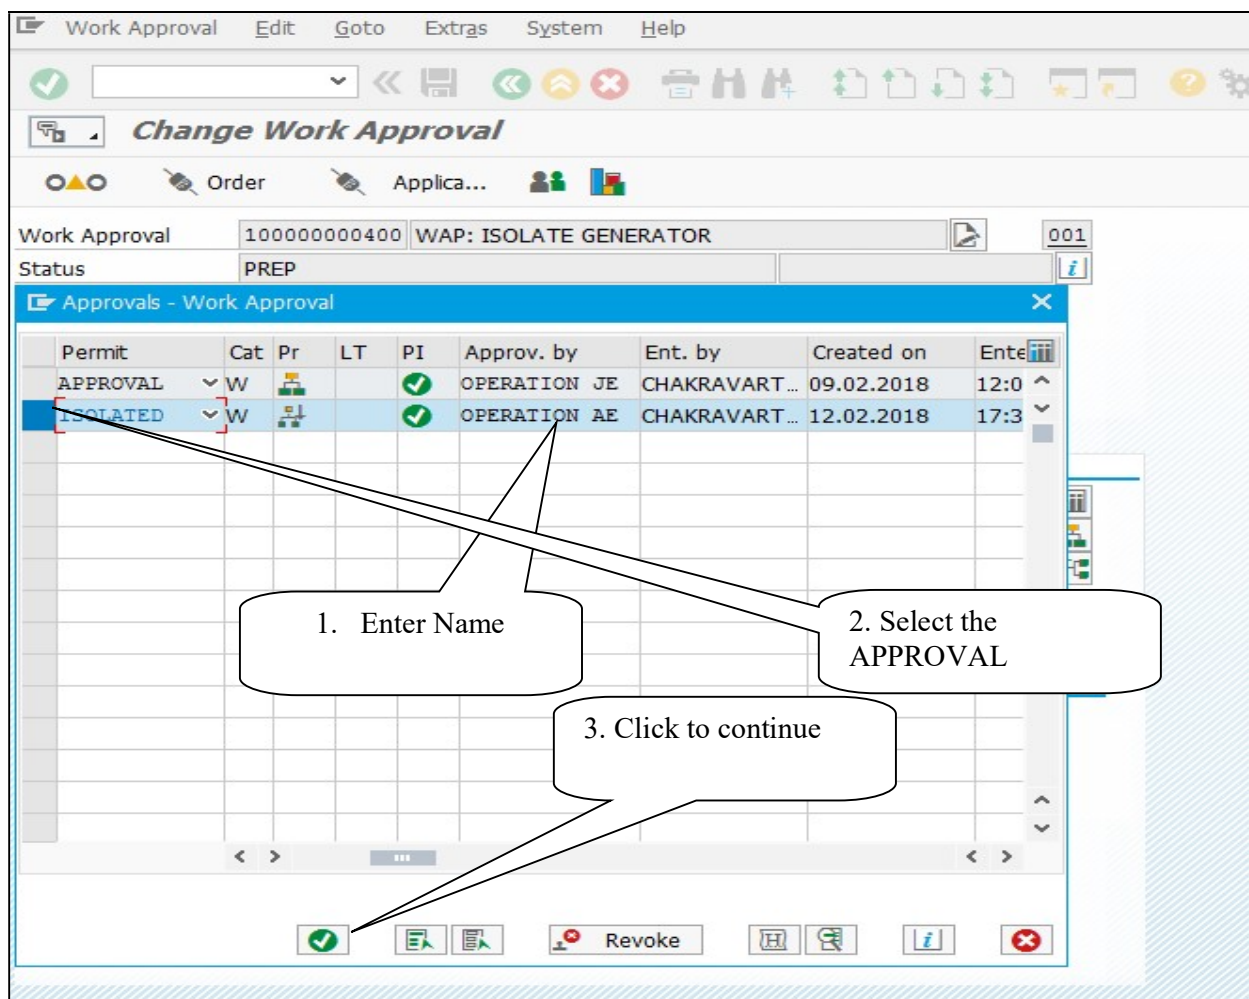 Work Approval Edit Goto Extras System Help
Change Work Approval
Order Applica...
Work Approval 100000000400 WAP: ISOLATE GENERATOR 001
Status PREP
Approvals - Work Approval
Permit Cat Pr LT PI Approv. by Ent. by Created on Ente
APPROVAL W OPERATION JE CHAKRAVART... 09.02.2018 12:0
ISOLATED W OPERATION AE CHAKRAVART... 12.02.2018 17:3
1. Enter Name
2. Select the
APPROVAL
3. Click to continue
Revoke